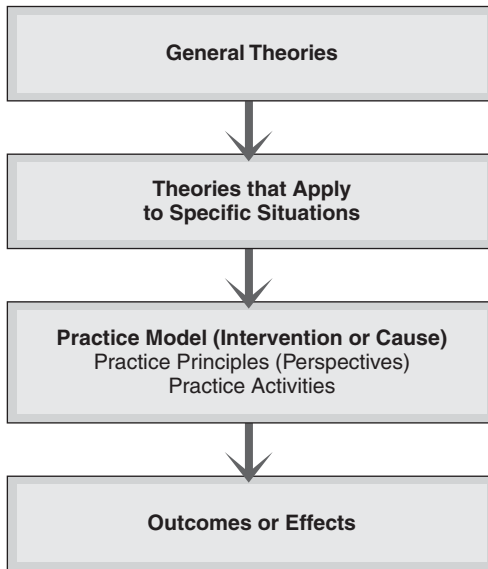 General Theories
Theories that Apply
to Specific Situations
Practice Model (Intervention or Cause)
Practice Principles (Perspectives)
Practice Activities
Outcomes or Effects